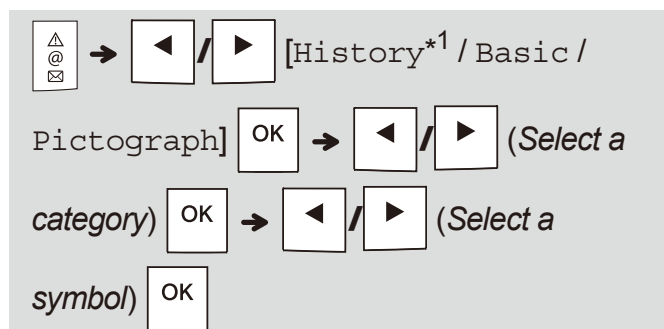 @ → ◀ / ▶ [History*1 / Basic /
Pictograph] OK → ◀ / ▶ (Select a
category) OK → ◀ / ▶ (Select a
symbol) OK